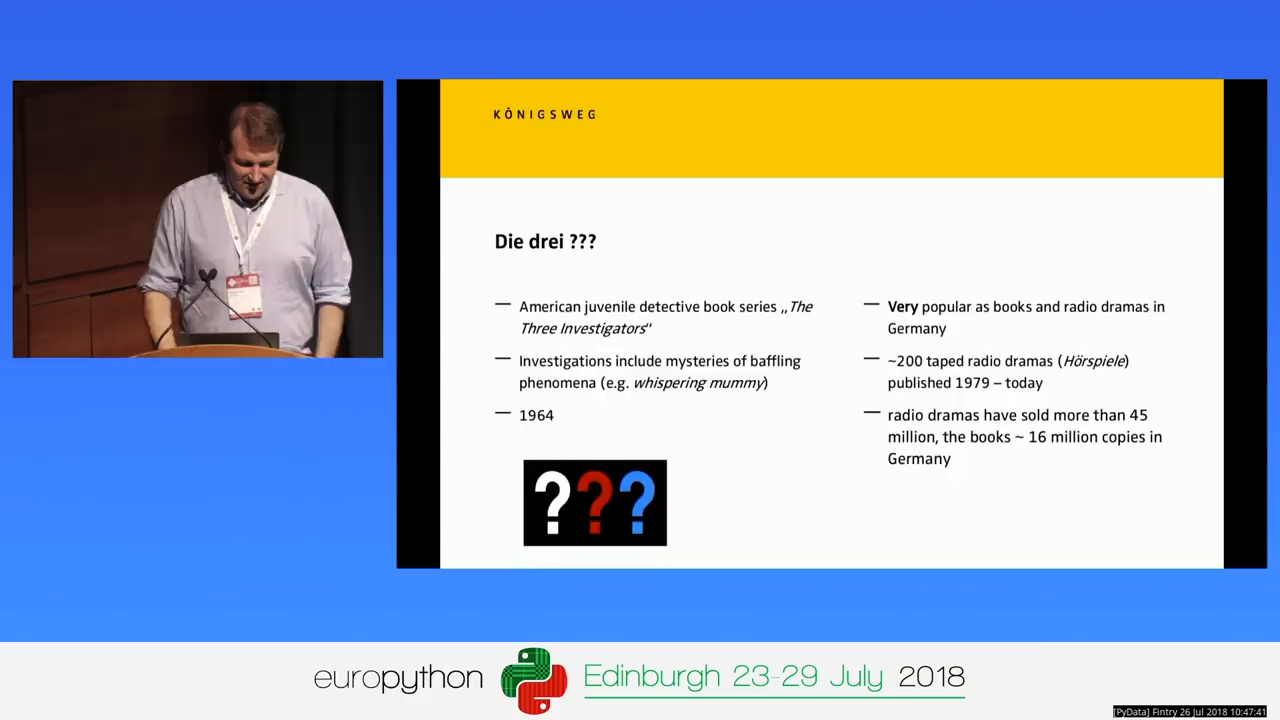 KÖNIGSWEG
Die drei ???
— American juvenile detective book series „The
Three Investigators“
— Investigations include mysteries of baffling
phenomena (e.g. whispering mummy)
— 1964
???
— Very popular as books and radio dramas in
Germany
— ~200 taped radio dramas (Hörspiele)
published 1979 – today
— radio dramas have sold more than 45
million, the books ~ 16 million copies in
Germany
europython Edinburgh 23-29 July 2018
[PyData] Fintry 26 Jul 2018 10:47:41